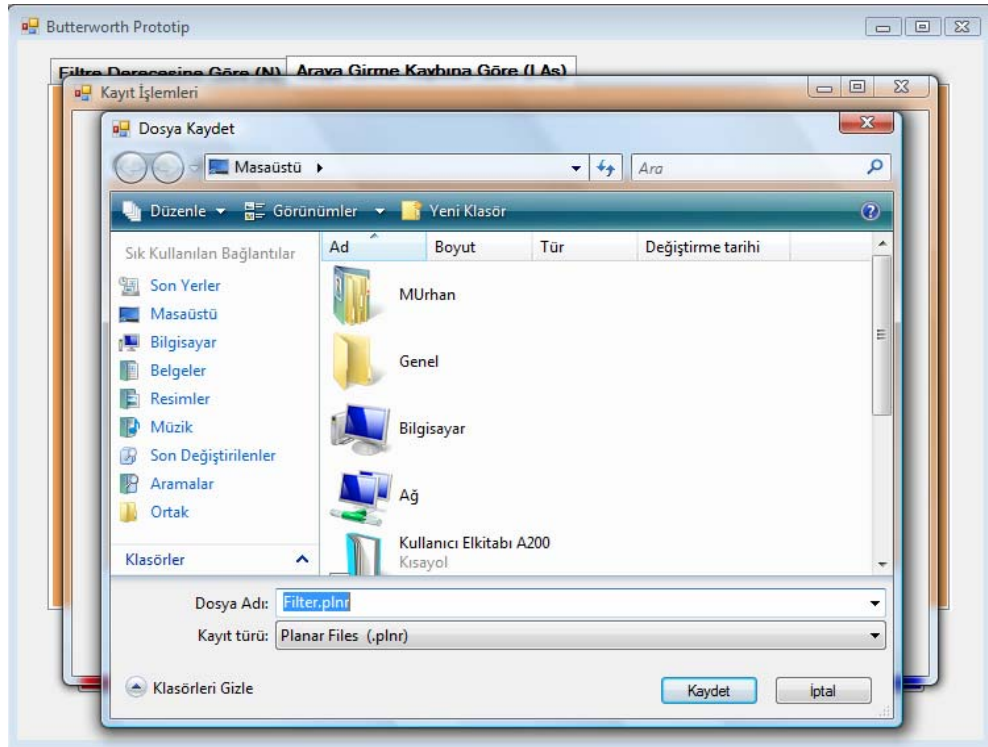 Butterworth Prototip
Filtre Derecesine Göre (N) Araya Girme Kaybına Göre (LAs)
Kayıt İşlemleri
Dosya Kaydet
Masaüstü
Ara
Düzenle Görünümler Yeni Klasör
Sık Kullanılan Bağlantılar
Son Yerler
Masaüstü
Bilgisayar
Belgeler
Resimler
Müzik
Son Değiştirilenler
Aramalar
Ortak
Klasörler
Ad Boyut Tür Değiştirme tarihi
MUrhan
Genel
Bilgisayar
Ağ
Kullanıcı Elkitabı A200
Kısayol
Dosya Adı: Filter.plnr
Kayıt türü: Planar Files (.plnr)
Klasörleri Gizle
Kaydet İptal